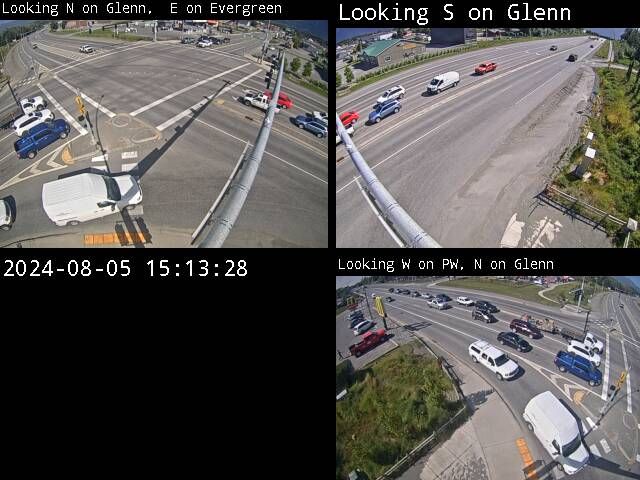 Looking N on Glenn, E on Evergreen
Looking S on Glenn
2024-08-05 15:13:28
Looking W on PW, N on Glenn